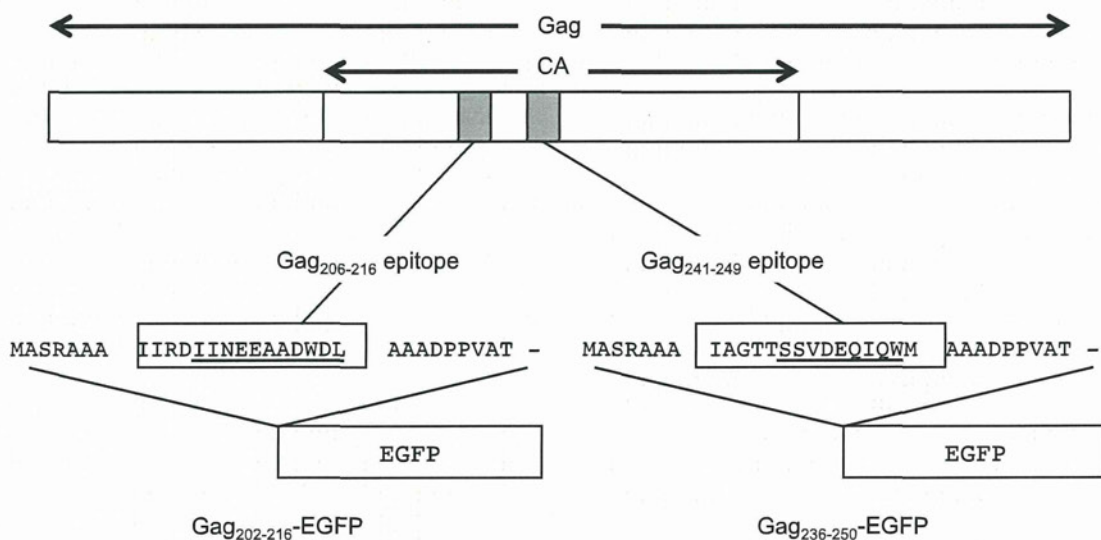 Gag
CA
Gag206-216 epitope
Gag241-249 epitope
MASRAAA IIRDIINEEAADWDL AAADPPVAT -
MASRAAA IAGTTSSVDEQIQWM AAADPPVAT -
EGFP
EGFP
Gag202-216-EGFP
Gag236-250-EGFP